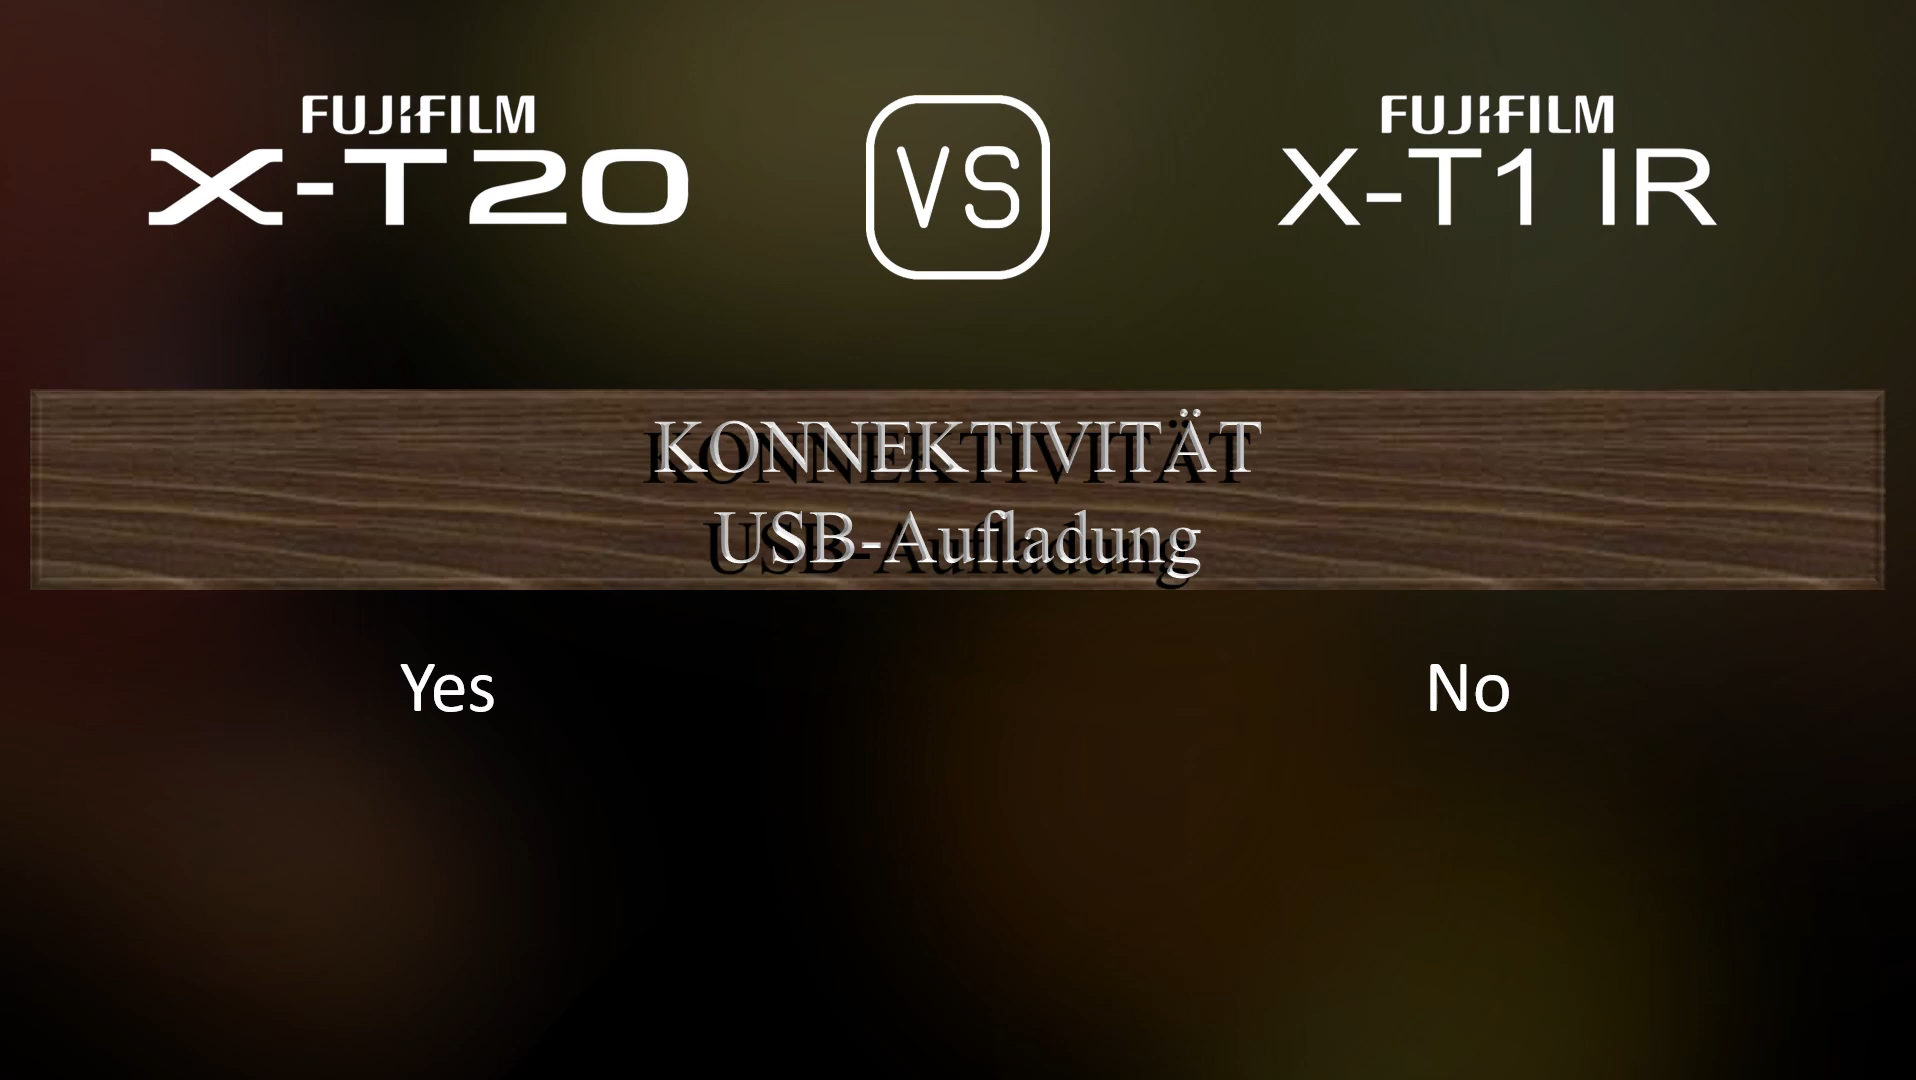 FUJIFILM
X-T20
VS
FUJIFILM
X-T1 IR
KONNEKTIVITÄT
USB-Aufladung
Yes
No